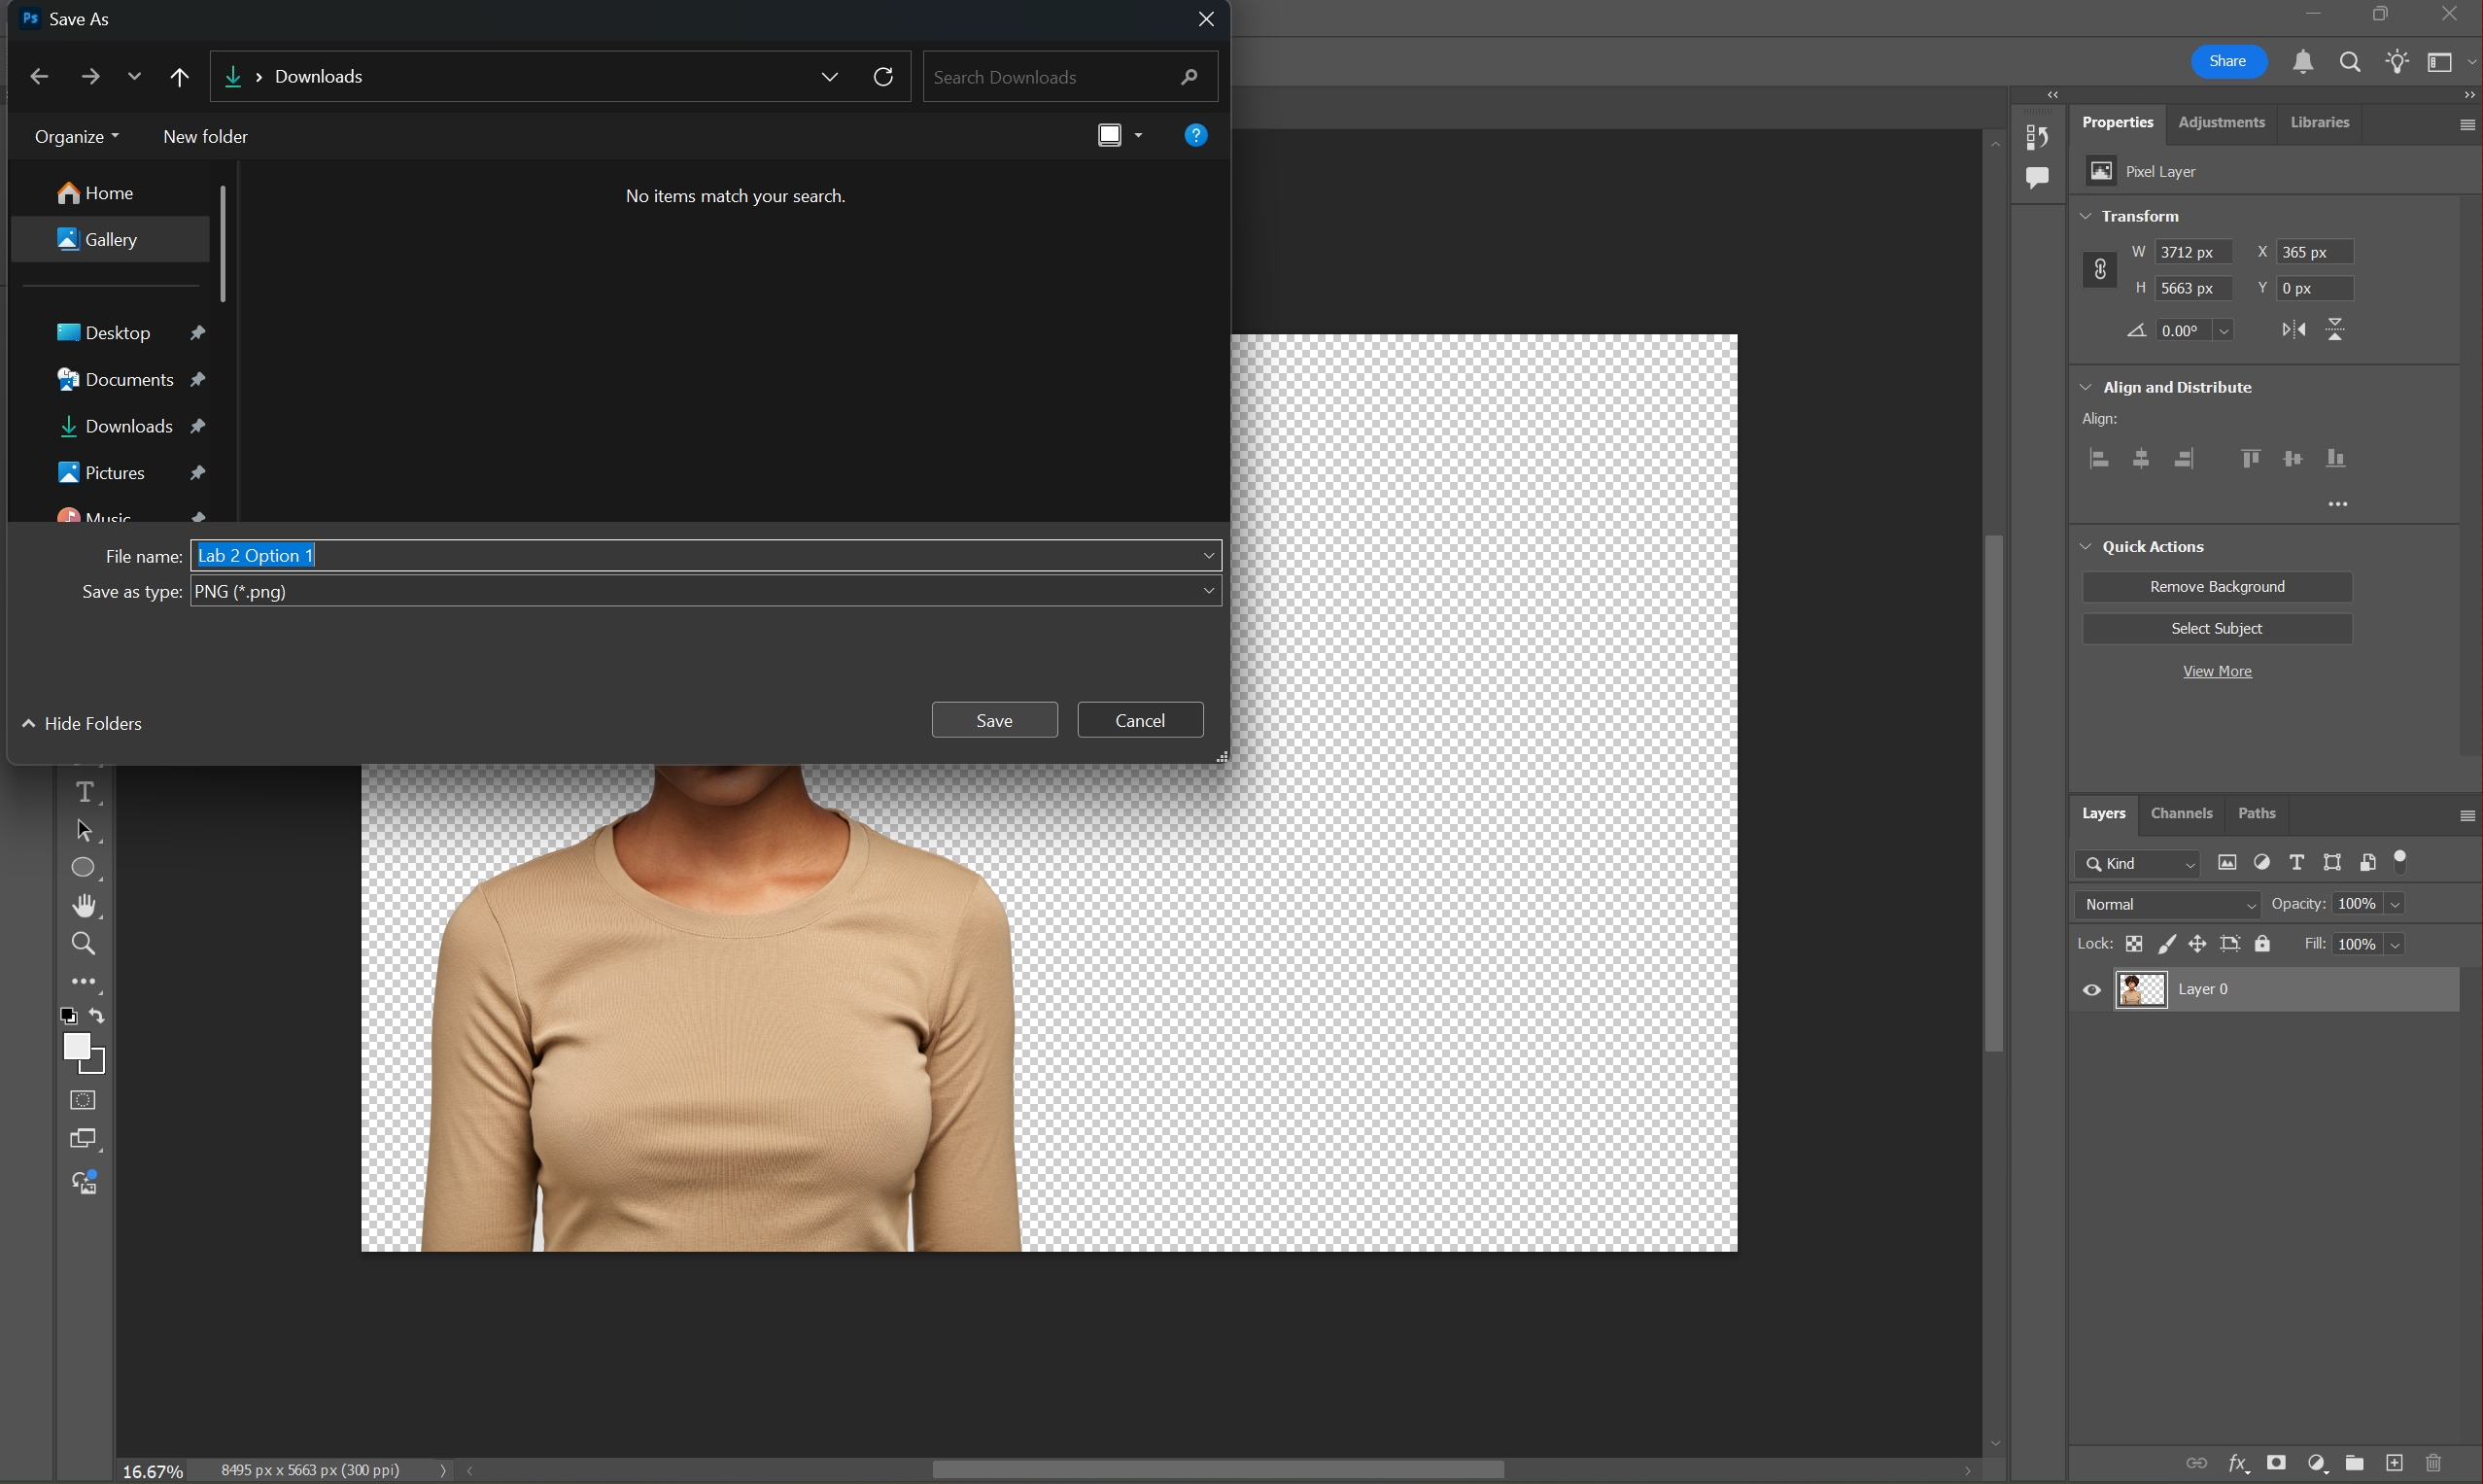 Ps Save As
Downloads
Search Downloads
Organize
New folder
?
Home
Gallery
Desktop
Documents
Downloads
Pictures
Music
No items match your search.
File name: Lab 2 Option 1
Save as type: PNG (*.png)
Hide Folders
Save
Cancel
Share
Properties Adjustments Libraries
Pixel Layer
Transform
W 3712 px X 365 px
H 5663 px Y 0 px
0.00°
Align and Distribute
Align:
Quick Actions
Remove Background
Select Subject
View More
Layers Channels Paths
Kind
Normal Opacity: 100%
Lock: Fill: 100%
Layer 0
fx
T
16.67% 8495 px x 5663 px (300 ppi)